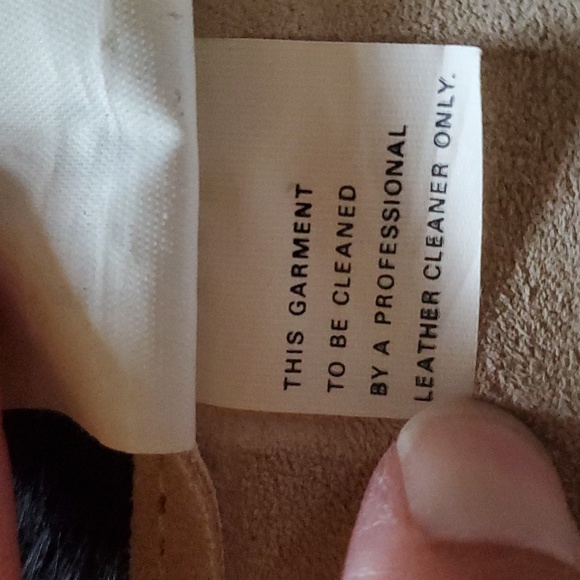 THIS GARMENT
TO BE CLEANED
BY A PROFESSIONAL
LEATHER CLEANER ONLY.